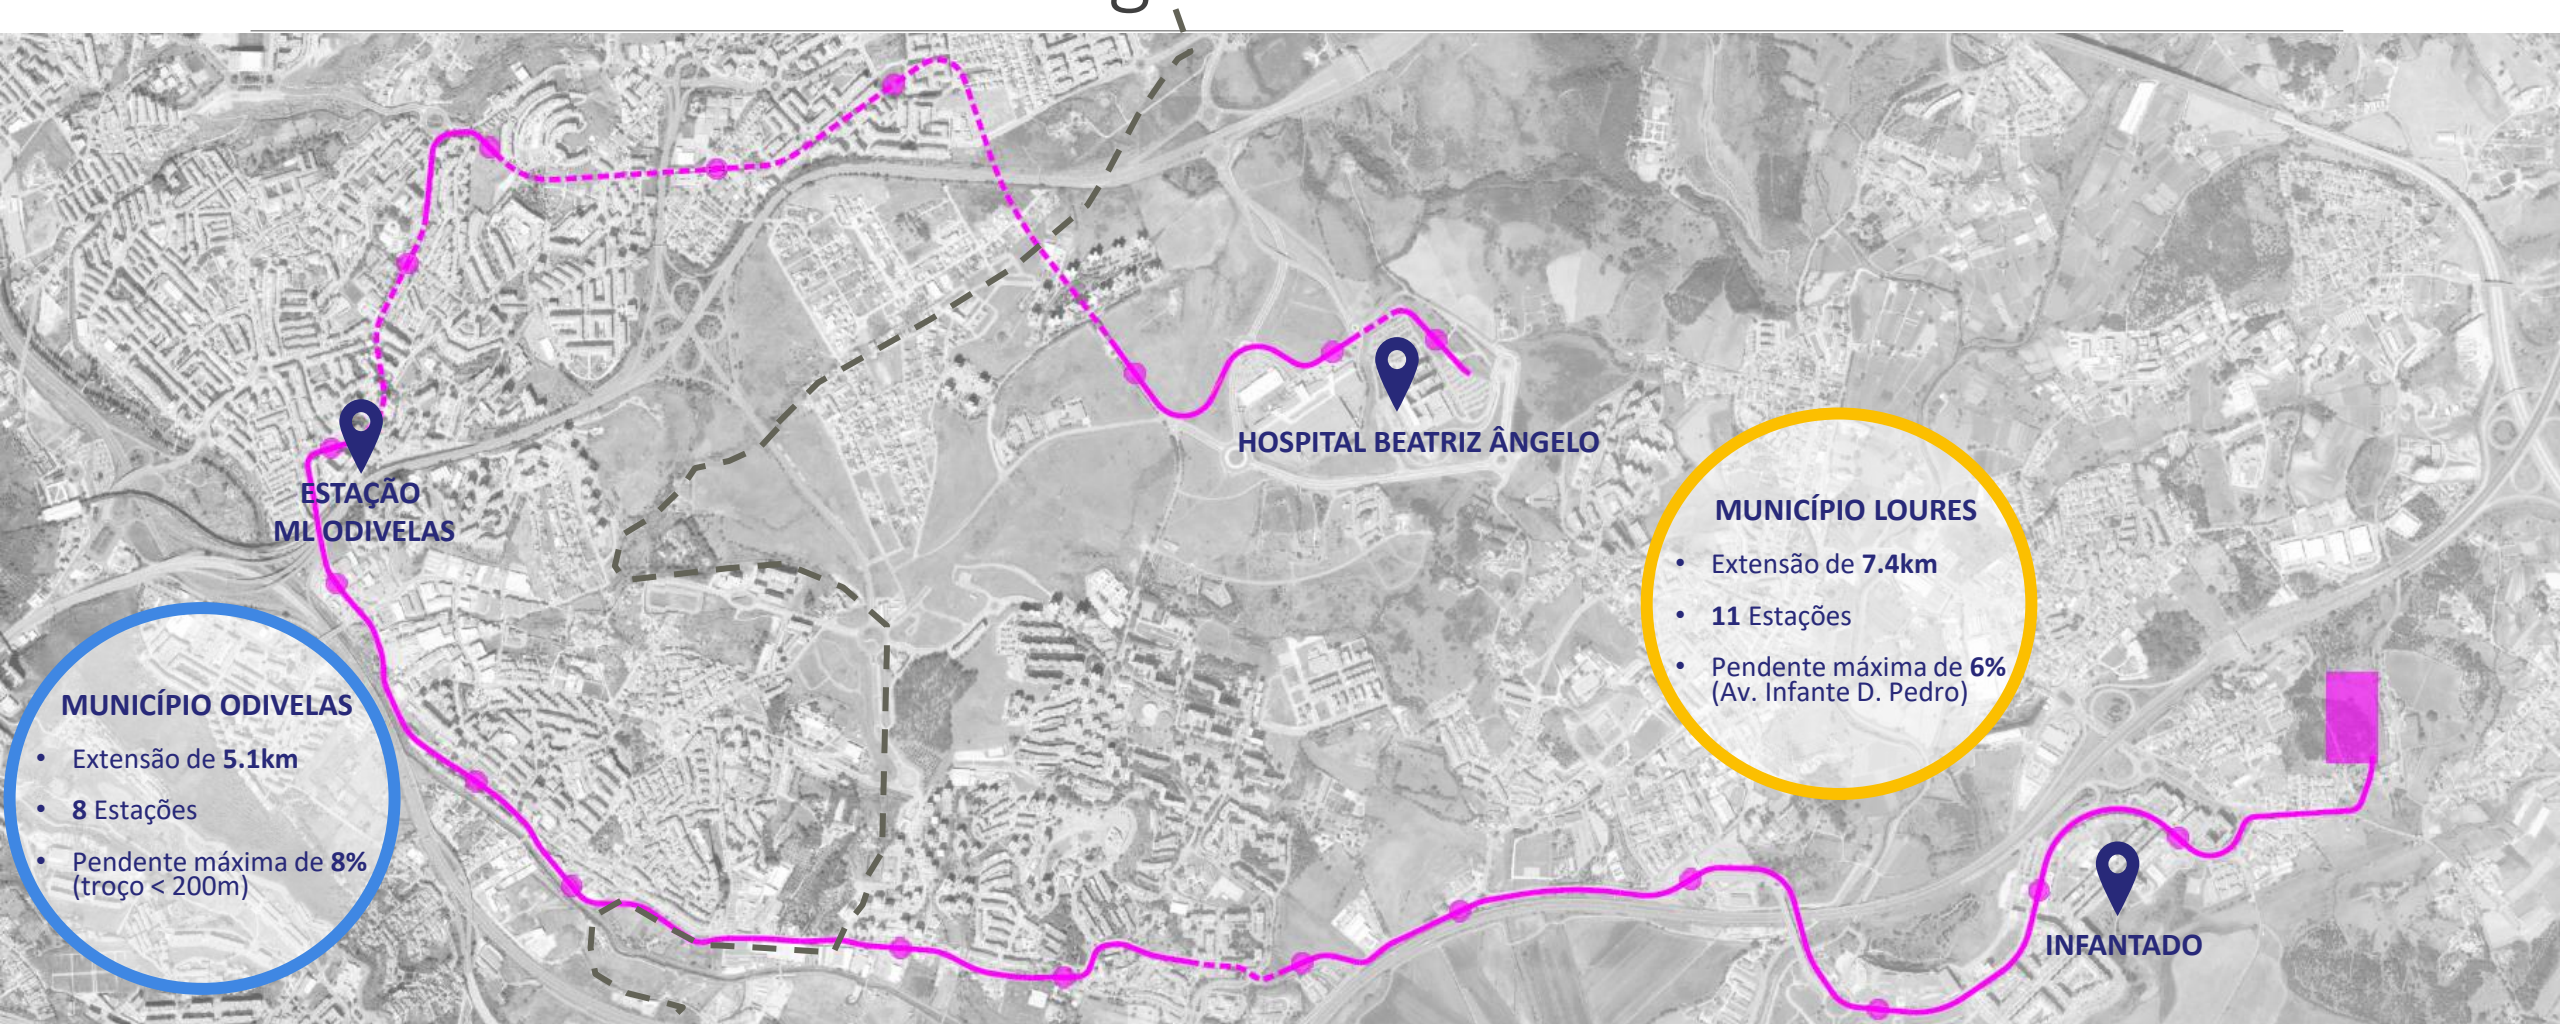 g
HOSPITAL BEATRIZ ÂNGELO
ESTAÇÃO
ML ODIVELAS
MUNICÍPIO LOURES
• Extensão de 7.4km
• 11 Estações
• Pendente máxima de 6%
(Av. Infante D. Pedro)
MUNICÍPIO ODIVELAS
• Extensão de 5.1km
• 8 Estações
• Pendente máxima de 8%
(troço < 200m)
INFANTADO